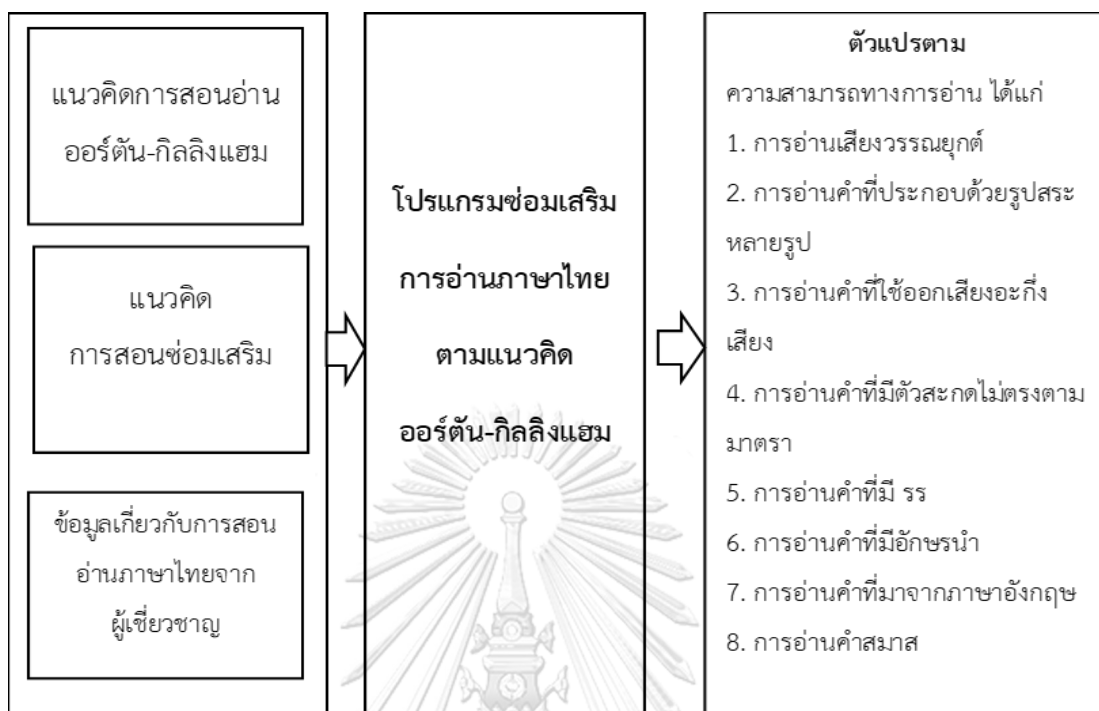 แนวคิดการสอนอ่าน
ออร์ตัน-กิลลิงแฮม
แนวคิด
การสอนซ่อมเสริม
ข้อมูลเกี่ยวกับการสอน
อ่านภาษาไทยจาก
ผู้เชี่ยวชาญ
โปรแกรมซ่อมเสริม
การอ่านภาษาไทย
ตามแนวคิด
ออร์ตัน-กิลลิงแฮม
ตัวแปรตาม
ความสามารถทางการอ่าน ได้แก่
1. การอ่านเสียงวรรณยุกต์
2. การอ่านคำที่ประกอบด้วยรูปสระ
หลายรูป
3. การอ่านคำที่ใช้ออกเสียงอะกึ่ง
เสียง
4. การอ่านคำที่มีตัวสะกดไม่ตรงตาม
มาตรา
5. การอ่านคำที่มี รร
6. การอ่านคำที่มีอักษรนำ
7. การอ่านคำที่มาจากภาษาอังกฤษ
8. การอ่านคำสมาส